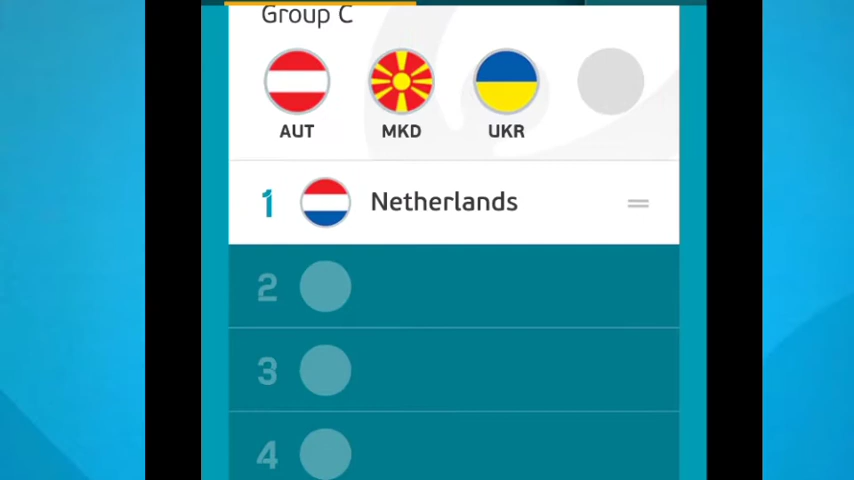 Group C
AUT MKD UKR
1 Netherlands
2
3
4